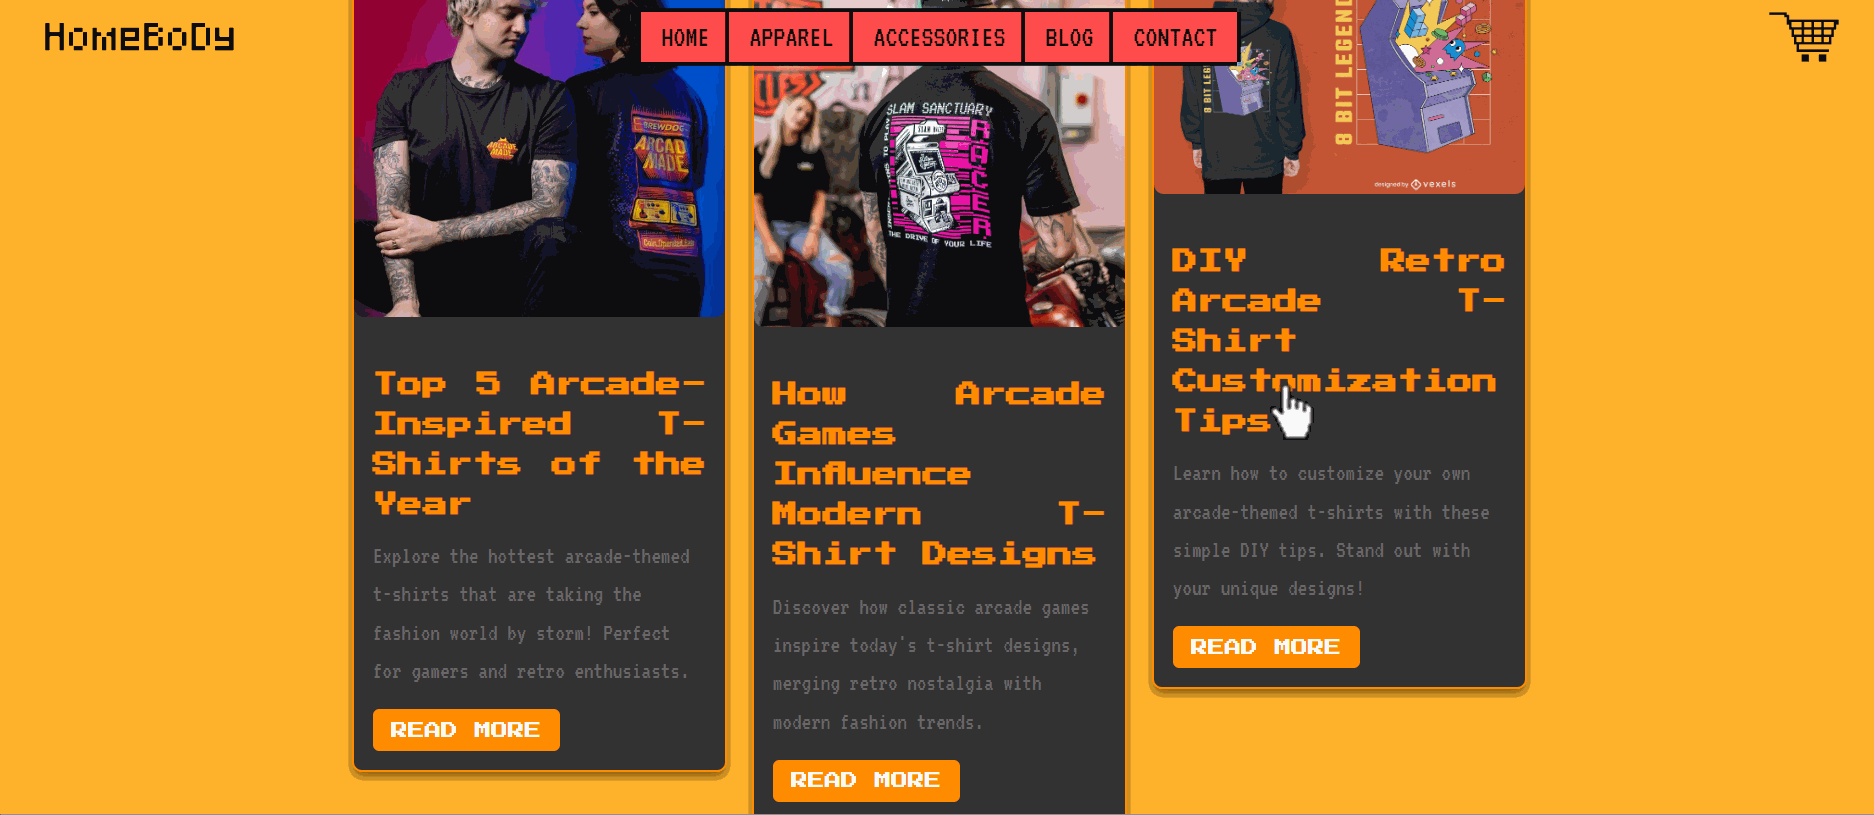 HomeBoDy
HOME
APPAREL
ACCESSORIES
BLOG
CONTACT
ARCADE
MADE
BREWDOG
ARCAD
MADE
Coin Operated
SLAM SANCTUARY
RACER
THE DRIVE OF YOUR LIFE
8 BIT LEGEND
designed by vexels
Top 5 Arcade-
Inspired T-
Shirts of the
Year
Explore the hottest arcade-themed
t-shirts that are taking the
fashion world by storm! Perfect
for gamers and retro enthusiasts.
READ MORE
How Arcade
Games
Influence
Modern T-
Shirt Designs
Discover how classic arcade games
inspire today's t-shirt designs,
merging retro nostalgia with
modern fashion trends.
READ MORE
DIY Retro
Arcade T-
Shirt
Customization
Tips
Learn how to customize your own
arcade-themed t-shirts with these
simple DIY tips. Stand out with
your unique designs!
READ MORE